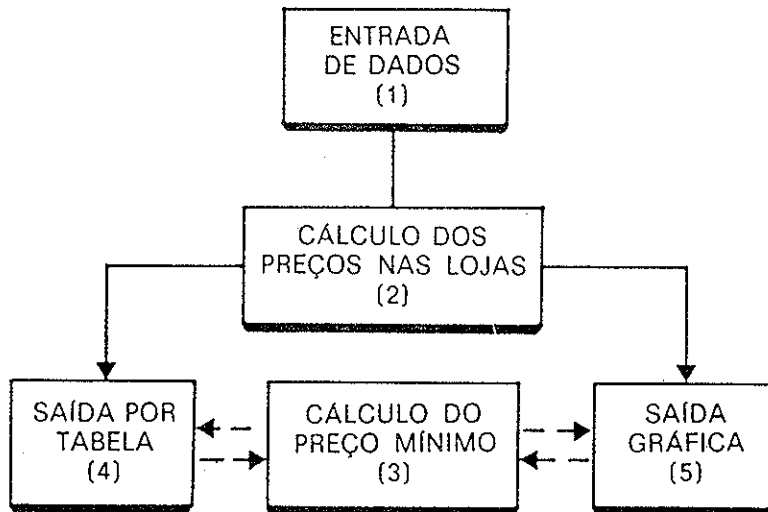 ENTRADA
DE DADOS
(1)
CÁLCULO DOS
PREÇOS NAS LOJAS
(2)
SAÍDA POR
TABELA
(4)
CÁLCULO DO
PREÇO MÍNIMO
(3)
SAÍDA
GRÁFICA
(5)